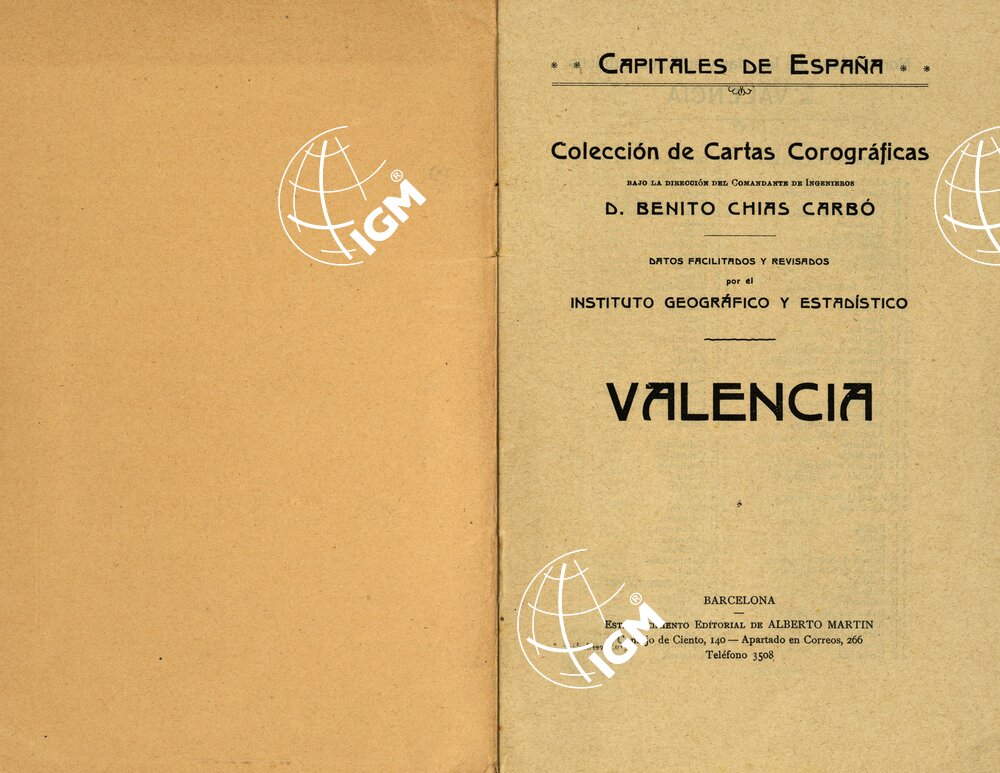 * * CAPITALES DE ESPAÑA * *
Colección de Cartas Corográficas
BAJO LA DIRECCIÓN DEL COMANDANTE DE INGENIEROS
D. BENITO CHIAS CARBÓ
DATOS FACILITADOS Y REVISADOS
por él
INSTITUTO GEOGRÁFICO Y ESTADÍSTICO
VALENCIA
BARCELONA
EDITORIAL DE ALBERTO MARTIN
de Ciento, 140 — Apartado en Correos, 266
Teléfono 3508
IGM®
IGM®